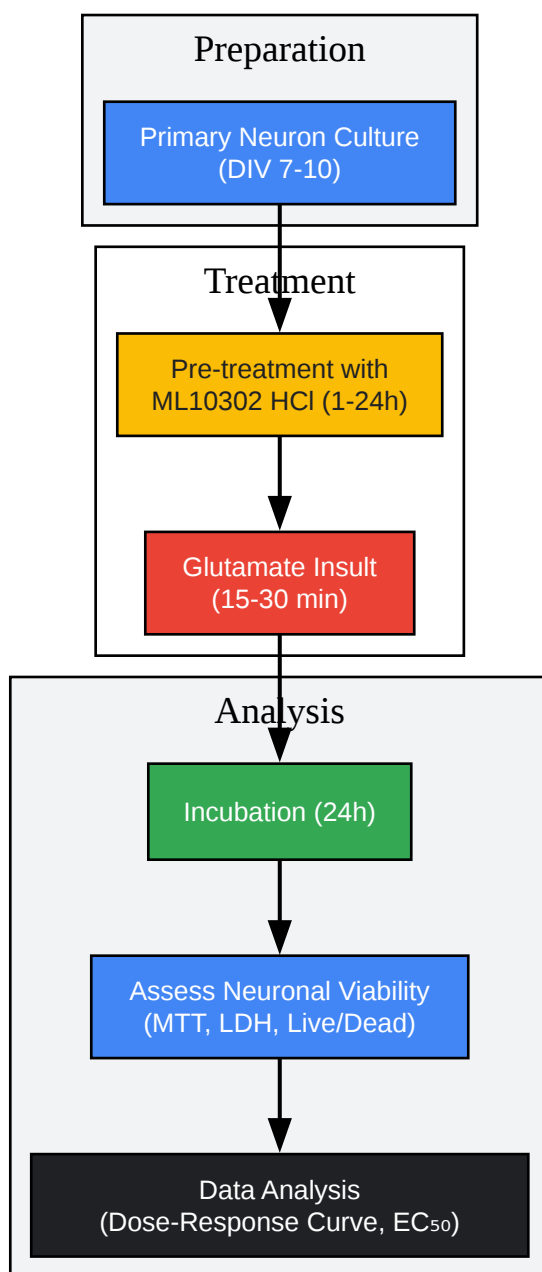 Preparation
Primary Neuron Culture
(DIV 7-10)
Treatment
Pre-treatment with
ML10302 HCl (1-24h)
Glutamate Insult
(15-30 min)
Analysis
Incubation (24h)
Assess Neuronal Viability
(MTT, LDH, Live/Dead)
Data Analysis
(Dose-Response Curve, EC₅₀)